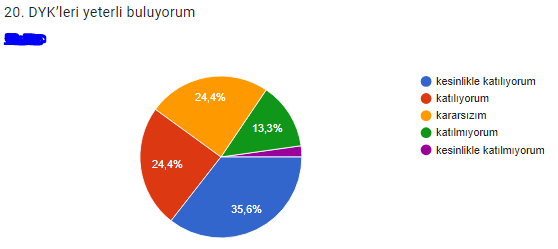 20. DYK’leri yeterli buluyorum
kesinlikle katılıyorum
katılıyorum
kararsızım
katılmıyorum
kesinlikle katılmıyorum
24,4%
13,3%
24,4%
35,6%